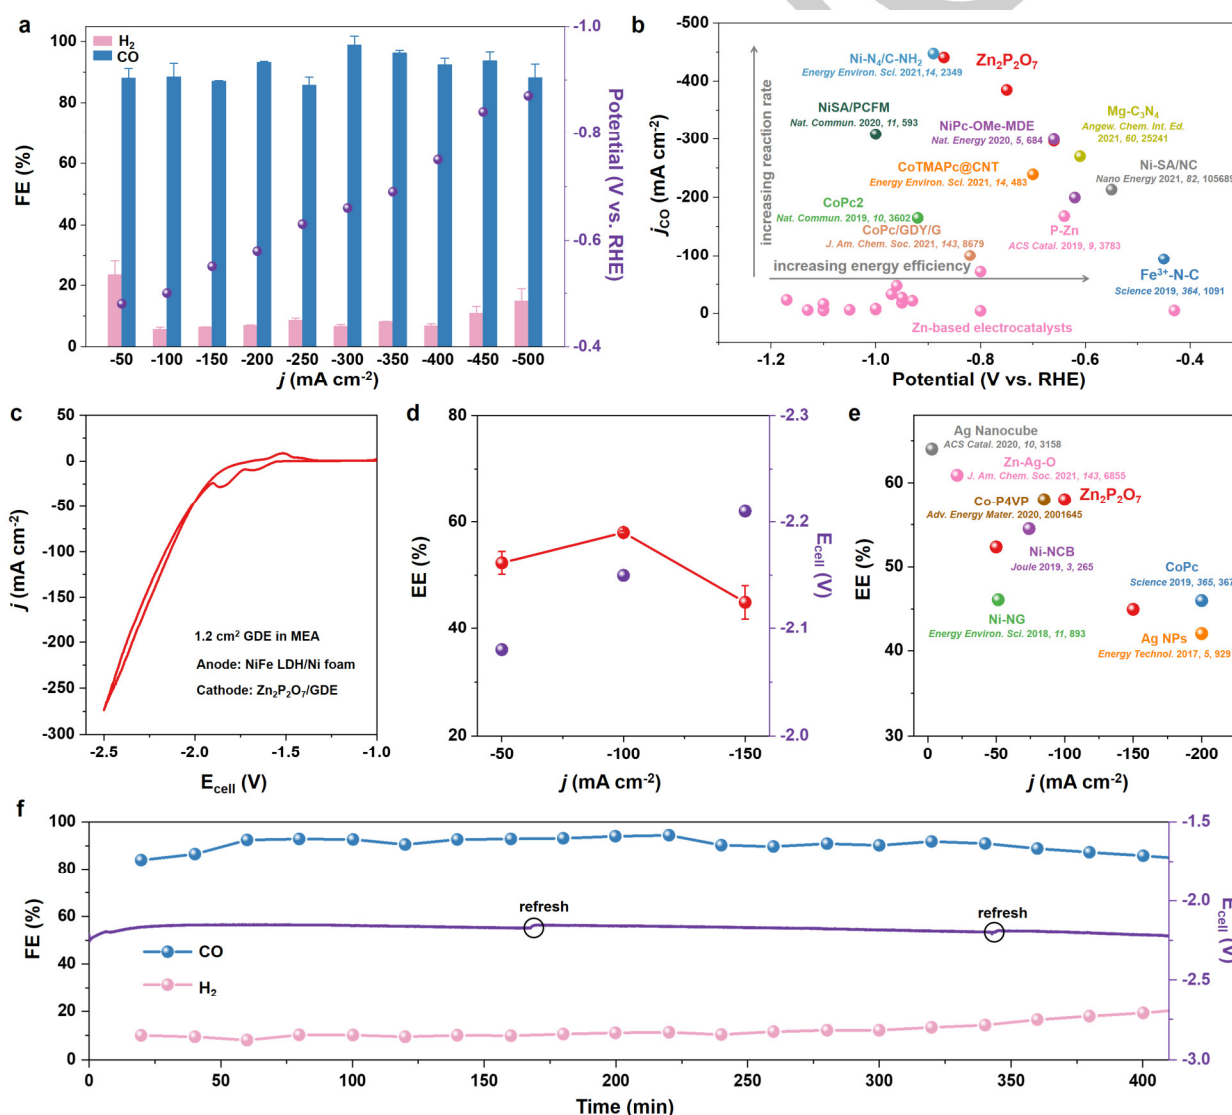 a
H2
CO
FE (%)
100
80
60
40
20
0
-50
-100
-150
-200
-250
-300
-350
-400
-450
-500
j (mA cm-2)
-1.0
-0.8
-0.6
-0.4
Potential (V vs. RHE)
b
jCO (mA cm-2)
-500
-400
-300
-200
-100
0
increasing reaction rate
Ni-N4/C-NH2
Energy Environ. Sci. 2021,14, 2349
Zn2P2O7
NiSA/PCFM
Nat. Commun. 2020, 11, 593
NiPc-OMe-MDE
Nat. Energy 2020, 5, 684
Mg-C3N4
Angew. Chem. Int. Ed.
2021, 60, 25241
CoTMAPc@CNT
Energy Environ. Sci. 2021, 14, 483
Ni-SA/NC
Nano Energy 2021, 82, 105689
CoPc2
Nat. Commun. 2019, 10, 3602
CoPc/GDY/G
J. Am. Chem. Soc. 2021, 143, 8679
P-Zn
ACS Catal. 2019, 9, 3783
increasing energy efficiency
Fe3+-N-C
Science 2019, 364, 1091
Zn-based electrocatalysts
-1.2
-1.0
-0.8
-0.6
-0.4
Potential (V vs. RHE)
c
j (mA cm-2)
50
0
-50
-100
-150
-200
-250
-300
1.2 cm2 GDE in MEA
Anode: NiFe LDH/Ni foam
Cathode: Zn2P2O7/GDE
-2.5
-2.0
-1.5
-1.0
Ecell (V)
d
EE (%)
80
60
40
20
-50
-100
-150
j (mA cm-2)
-2.3
-2.2
-2.1
-2.0
Ecell (V)
e
EE (%)
60
50
40
30
Ag Nanocube
ACS Catal. 2020, 10, 3158
Zn-Ag-O
J. Am. Chem. Soc. 2021, 143, 6855
Co-P4VP
Adv. Energy Mater. 2020, 2001645
Zn2P2O7
Ni-NCB
Joule 2019, 3, 265
CoPc
Science 2019, 365, 367
Ni-NG
Energy Environ. Sci. 2018, 11, 893
Ag NPs
Energy Technol. 2017, 5, 929
0
-50
-100
-150
-200
j (mA cm-2)
f
FE (%)
100
80
60
40
20
0
refresh
refresh
CO
H2
0
50
100
150
200
250
300
350
400
Time (min)
-1.5
-2.0
-2.5
-3.0
Ecell (V)